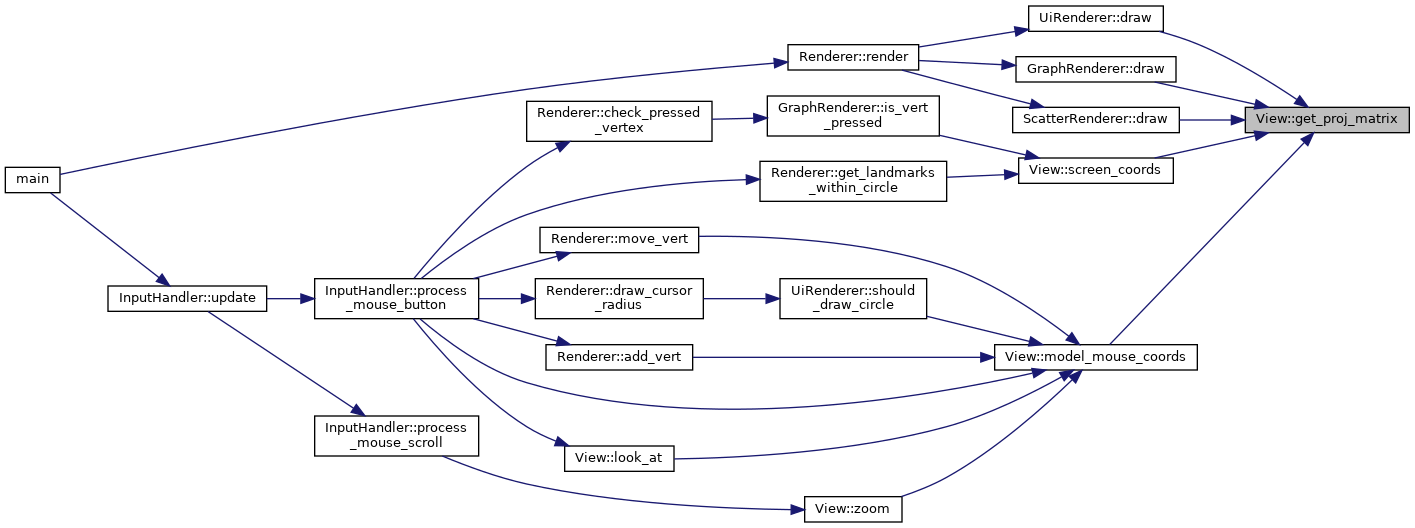 UiRenderer::draw
Renderer::render
GraphRenderer::draw
GraphRenderer::is_vert
_pressed
Renderer::check_pressed
_vertex
ScatterRenderer::draw
View::get_proj_matrix
View::screen_coords
Renderer::get_landmarks
_within_circle
main
Renderer::move_vert
InputHandler::update
InputHandler::process
_mouse_button
Renderer::draw_cursor
_radius
UiRenderer::should
_draw_circle
Renderer::add_vert
View::model_mouse_coords
InputHandler::process
_mouse_scroll
View::look_at
View::zoom